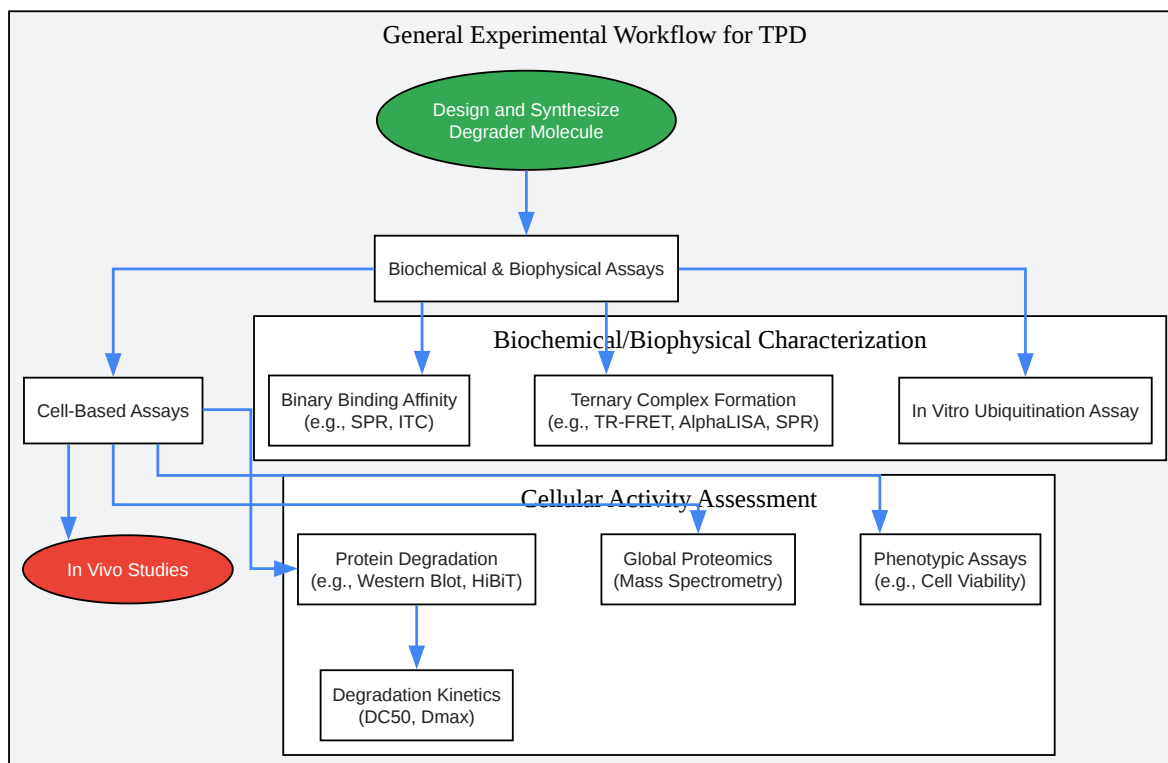 General Experimental Workflow for TPD
Design and Synthesize
Degrader Molecule
Biochemical & Biophysical Assays
Biochemical/Biophysical Characterization
Cell-Based Assays
Binary Binding Affinity
(e.g., SPR, ITC)
Ternary Complex Formation
(e.g., TR-FRET, AlphaLISA, SPR)
In Vitro Ubiquitination Assay
Cellular Activity Assessment
In Vivo Studies
Protein Degradation
(e.g., Western Blot, HiBiT)
Global Proteomics
(Mass Spectrometry)
Phenotypic Assays
(e.g., Cell Viability)
Degradation Kinetics
(DC50, Dmax)